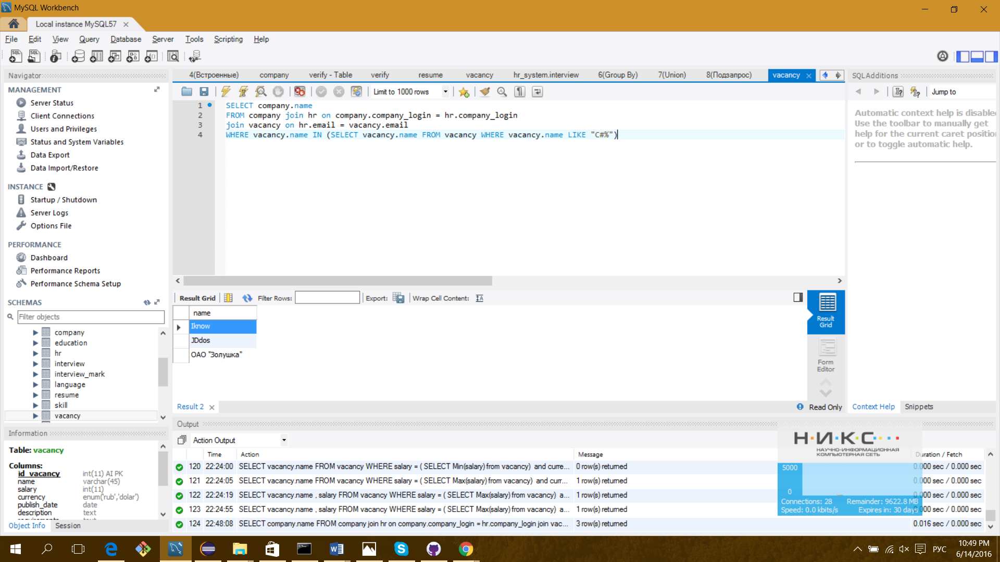 MySQL Workbench
Local instance MySQL57
File Edit View Query Database Server Tools Scripting Help
Navigator
MANAGEMENT
Server Status
Client Connections
Users and Privileges
Status and System Variables
Data Export
Data Import/Restore
INSTANCE
Startup / Shutdown
Server Logs
Options File
PERFORMANCE
Dashboard
Performance Reports
Performance Schema Setup
SCHEMAS
Filter objects
company
education
hr
interview
interview_mark
language
resume
skill
vacancy
Information
Table: vacancy
Columns:
id_vacancy int(11) AI PK
name varchar(45)
salary int(11)
currency enum('rub','dolar')
publish_date date
description text
Object Info Session
4(Встроенные) company verify - Table verify resume vacancy hr_system.interview 6(Group By) 7(Union) 8(Подзапрос) vacancy
Limit to 1000 rows
1 SELECT company.name
2 FROM company join hr on company.company_login = hr.company_login
3 join vacancy on hr.email = vacancy.email
4 WHERE vacancy.name IN (SELECT vacancy.name FROM vacancy WHERE vacancy.name LIKE "C#%")
Result Grid Filter Rows: Export: Wrap Cell Content:
name
Iknow
JDdos
ОАО "Золушка"
Result Grid
Form Editor
Result 2
Read Only
SQLAdditions
Jump to
Automatic context help is disable
Use the toolbar to manually get
help for the current caret position
or to toggle automatic help.
Context Help Snippets
Output
Action Output
Time Action Message Duration / Fetch
120 22:24:00 SELECT vacancy.name FROM vacancy WHERE salary = ( SELECT Min(salary) from vacancy) and curre... 0 row(s) returned 0.000 sec / 0.000 sec
121 22:24:05 SELECT vacancy.name FROM vacancy WHERE salary = ( SELECT Max(salary) from vacancy) and curr... 1 row(s) returned 0.000 sec / 0.000 sec
122 22:24:19 SELECT vacancy.name , salary FROM vacancy WHERE salary = ( SELECT Max(salary) from vacancy) a... 1 row(s) returned 0.000 sec / 0.000 sec
123 22:24:55 SELECT vacancy.name , salary FROM vacancy WHERE salary = ( SELECT Max(salary) from vacancy) a... 1 row(s) returned 0.000 sec / 0.000 sec
124 22:48:08 SELECT company.name FROM company join hr on company.company_login = hr.company_login join vac... 3 row(s) returned 0.016 sec / 0.000 sec
Н·И·К·С
НАУЧНО-ИНФОРМАЦИОННАЯ
КОМПЬЮТЕРНАЯ СЕТЬ
5000
0
Connections: 28 Remainder: 9622.8 MB
Speed: 0.0 kbits/s Expires in: 30 days
РУС
10:49 PM
6/14/2016